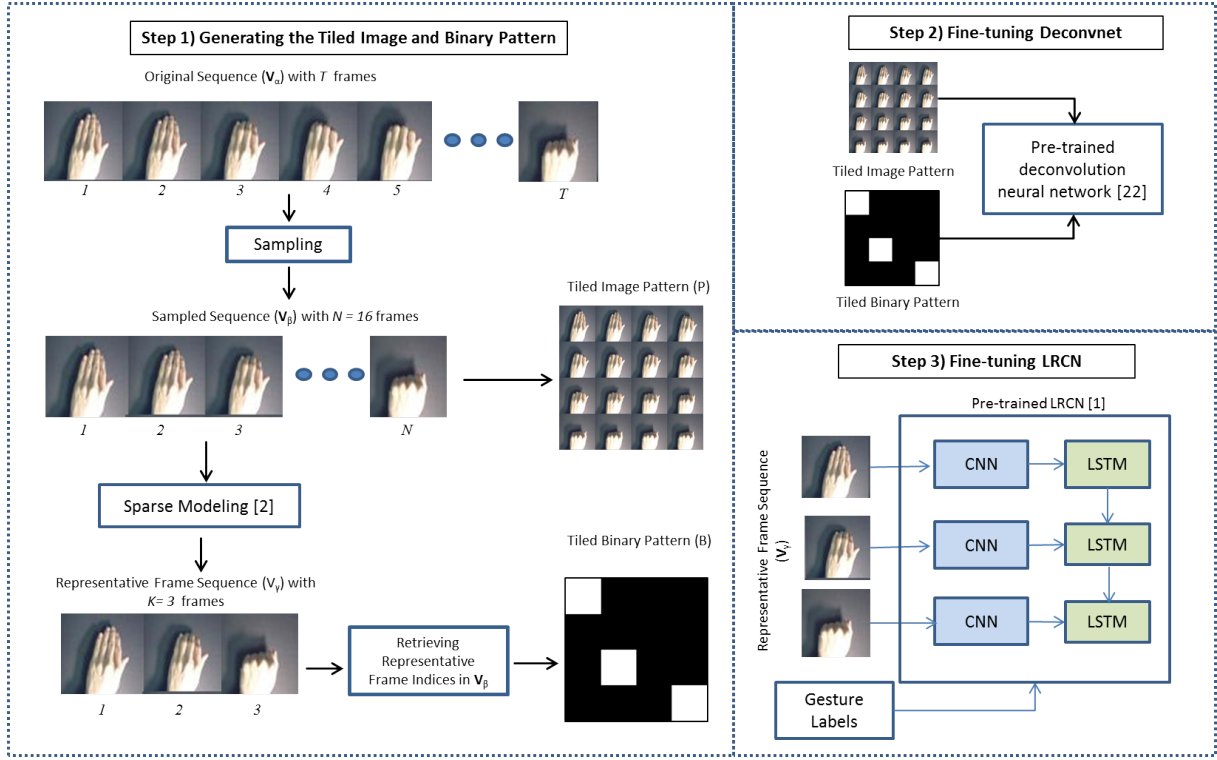 Step 1) Generating the Tiled Image and Binary Pattern
Original Sequence (Vα) with T frames
1 2 3 4 5 T
Sampling
Sampled Sequence (Vβ) with N = 16 frames
1 2 3 N
Tiled Image Pattern (P)
Sparse Modeling [2]
Representative Frame Sequence (Vγ) with
K= 3 frames
1 2 3
Retrieving
Representative
Frame Indices in Vβ
Tiled Binary Pattern (B)
Step 2) Fine-tuning Deconvnet
Tiled Image Pattern
Pre-trained
deconvolution
neural network [22]
Tiled Binary Pattern
Step 3) Fine-tuning LRCN
Pre-trained LRCN [1]
Representative Frame Sequence
(Vγ)
CNN LSTM
CNN LSTM
CNN LSTM
Gesture
Labels